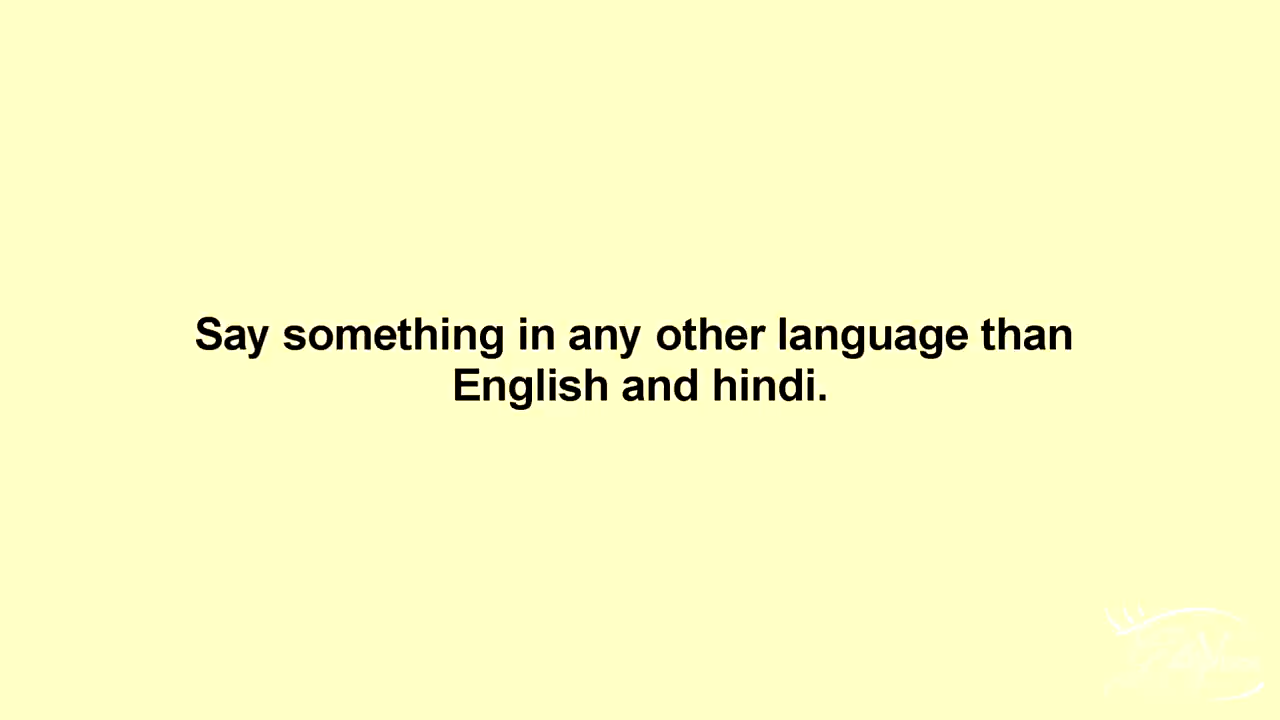 Say something in any other language than
English and hindi.